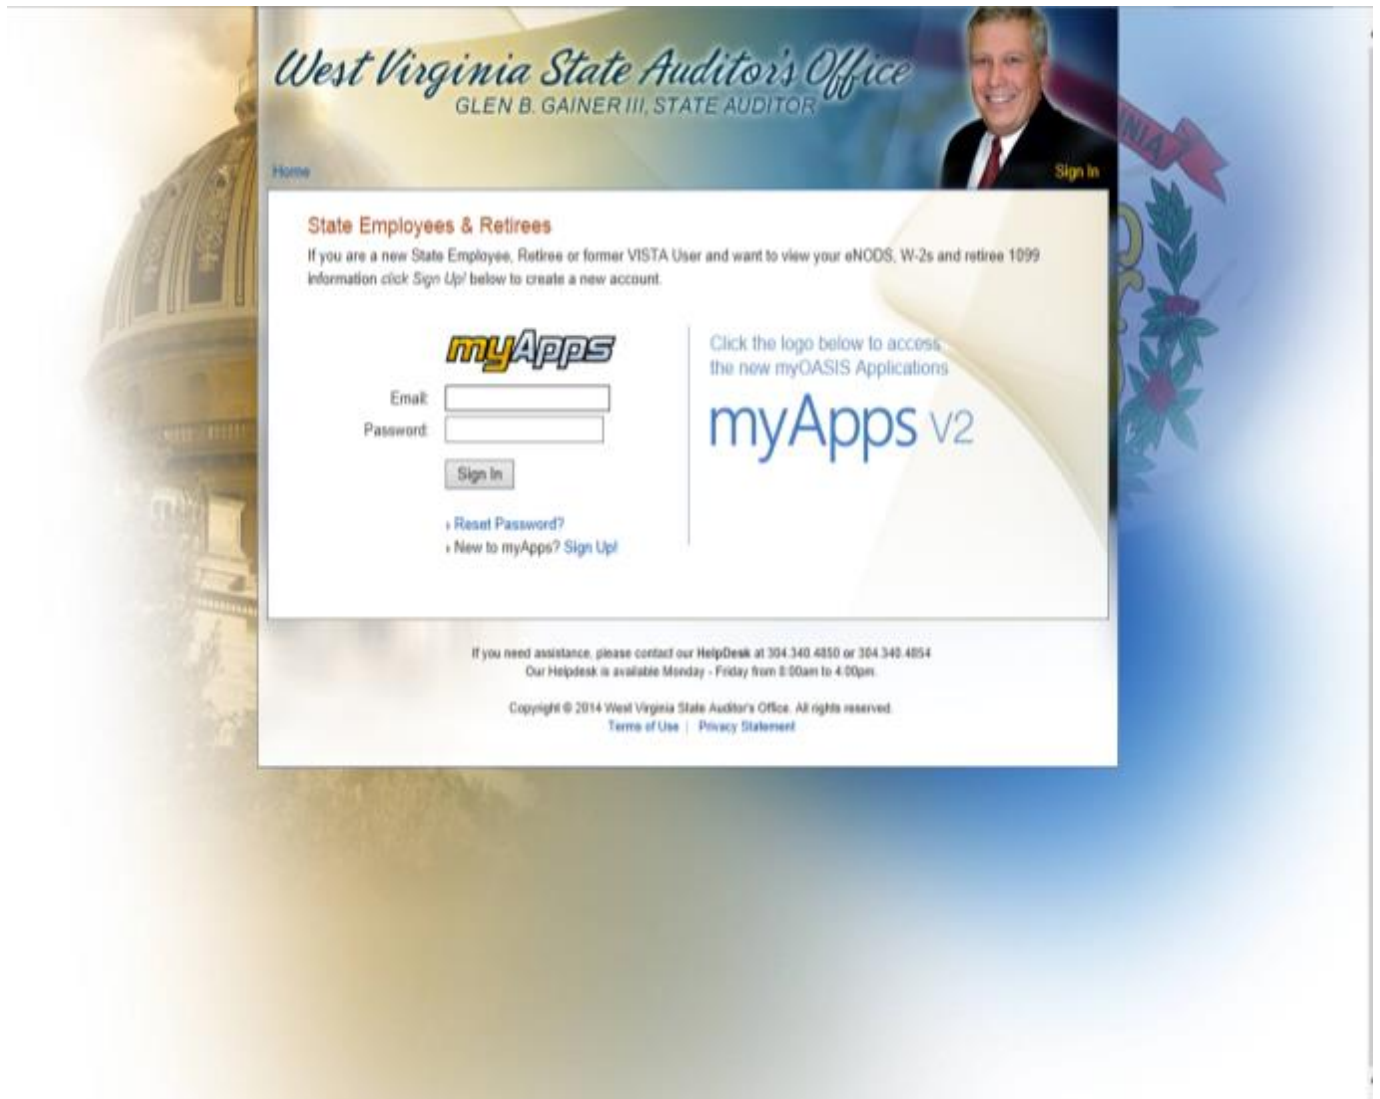 West Virginia State Auditor's Office
GLEN B. GAINER III, STATE AUDITOR
Home
Sign In
State Employees & Retirees
If you are a new State Employee, Retiree or former VISTA User and want to view your eNODS, W-2s and retiree 1099
information click Sign Up! below to create a new account.
myApps
Email:
Password:
Sign In
› Reset Password?
› New to myApps? Sign Up!
Click the logo below to access
the new myOASIS Applications
myApps V2
If you need assistance, please contact our HelpDesk at 304.340.4850 or 304.340.4854
Our Helpdesk is available Monday - Friday from 8:00am to 4:00pm.
Copyright © 2014 West Virginia State Auditor's Office. All rights reserved.
Terms of Use | Privacy Statement
NIA